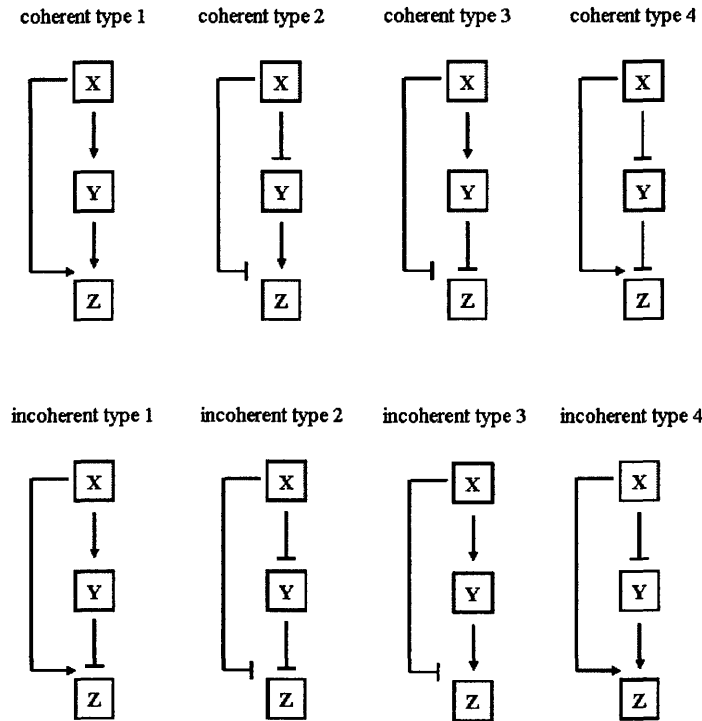 coherent type 1 coherent type 2 coherent type 3 coherent type 4
X X X X
Y Y Y Y
Z Z Z Z
incoherent type 1 incoherent type 2 incoherent type 3 incoherent type 4
X X X X
Y Y Y Y
Z Z Z Z